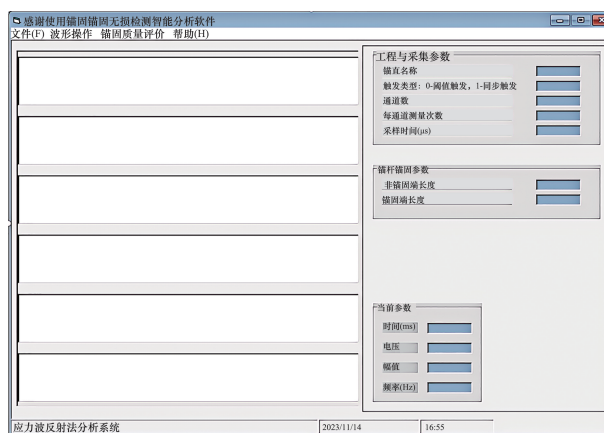 感谢使用锚固锚固无损检测智能分析软件
文件(F) 波形操作 锚固质量评价 帮助(H)
工程与采集参数
锚直名称
触发类型：0-阈值触发，1-同步触发
通道数
每通道测量次数
采样时间(μs)
锚杆锚固参数
非锚固端长度
锚固端长度
当前参数
时间(ms)
电压
幅值
频率(Hz)
应力波反射法分析系统 2023/11/14 16:55